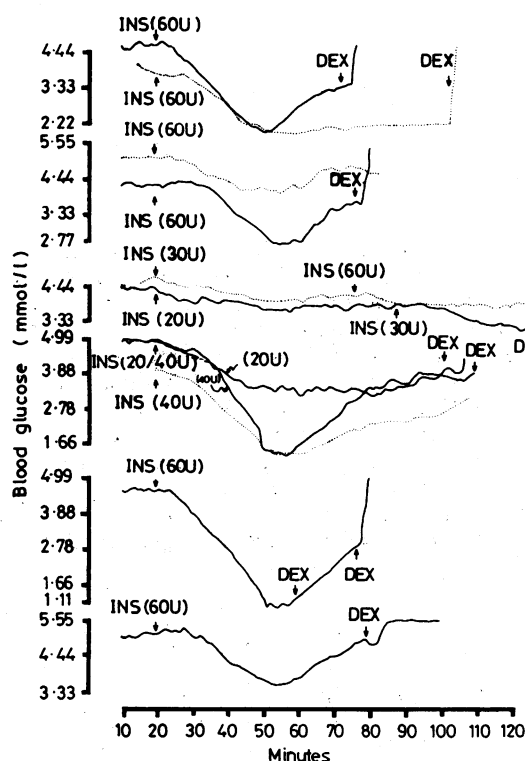 INS(60U)
4·44
DEX
DEX
3·33
INS (60U)
2·22
INS (60U)
5·55
4·44
DEX
3·33
INS (60U)
2·77
INS (30U)
INS(60U)
4·44
3·33
INS (20U)
INS(30U)
4·99
DEX
D
INS(20/40U)
(20U)
DEX
3·88
(40U)
2·78
INS (40U)
1·66
INS (60U)
4·99
3·88
2·78
DEX
DEX
1·66
1·11
INS(60U)
5·55
DEX
4·44
3·33
Blood glucose (mmol/l)
10 20 30 40 50 60 70 80 90 100 110 120
Minutes